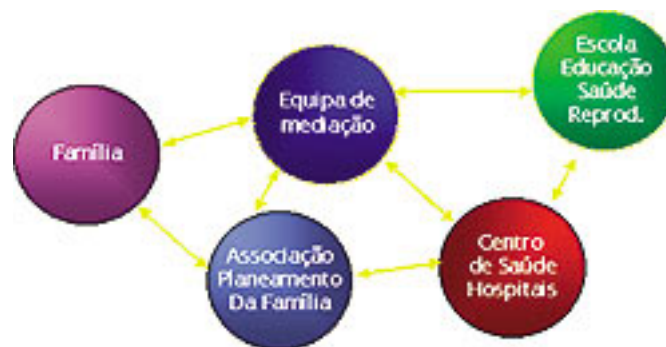 Família
Equipa de
mediação
Escola
Educação
Saúde
Reprod.
Associação
Planeamento
Da Família
Centro
de Saúde
Hospitais